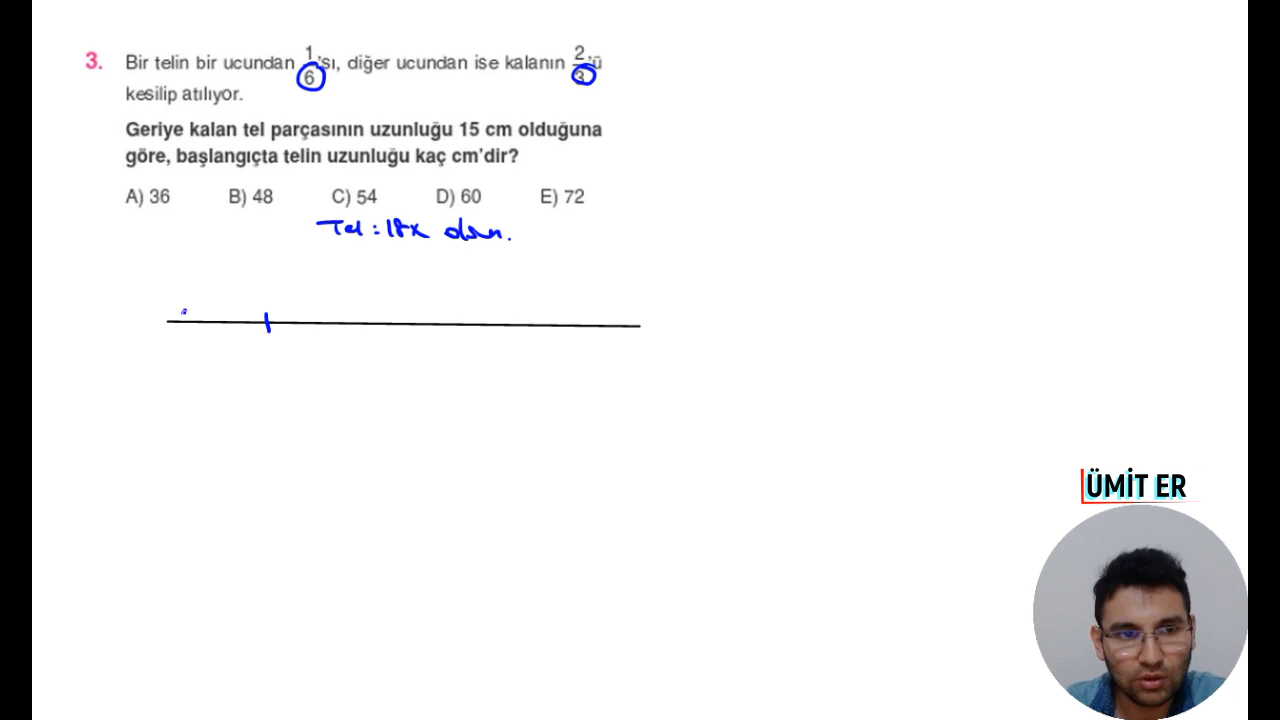 3. Bir telin bir ucundan 1/6'sı, diğer ucundan ise kalanın 2/3'ü
kesilip atılıyor.
Geriye kalan tel parçasının uzunluğu 15 cm olduğuna
göre, başlangıçta telin uzunluğu kaç cm'dir?
A) 36 B) 48 C) 54 D) 60 E) 72
Tel : 18x olsun.
ÜMİT ER